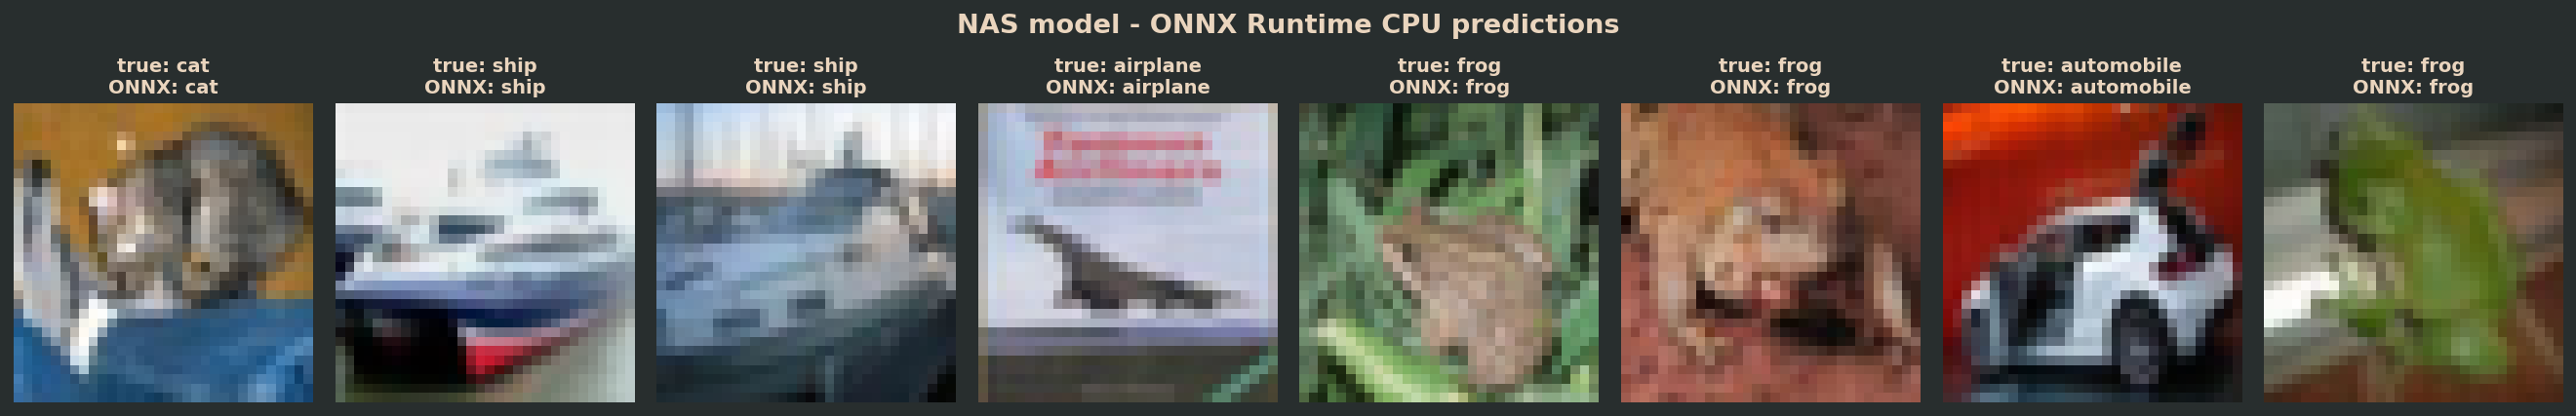 NAS model - ONNX Runtime CPU predictions
true: cat
ONNX: cat
true: ship
ONNX: ship
true: ship
ONNX: ship
true: airplane
ONNX: airplane
true: frog
ONNX: frog
true: frog
ONNX: frog
true: automobile
ONNX: automobile
true: frog
ONNX: frog